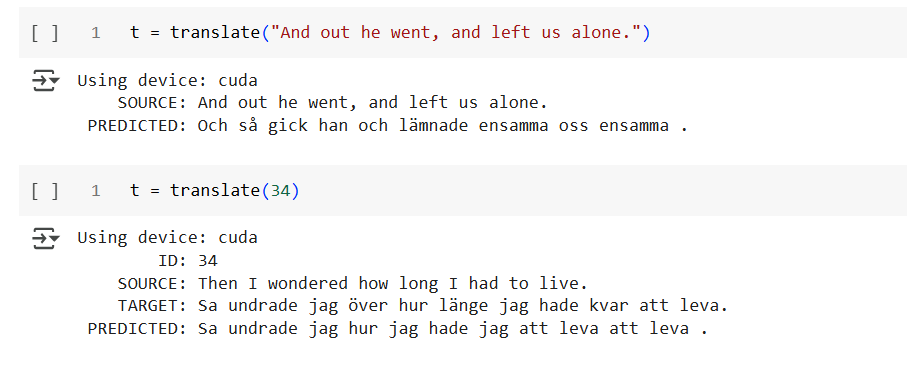 [ ] 1 t = translate("And out he went, and left us alone.")
Using device: cuda
SOURCE: And out he went, and left us alone.
PREDICTED: Och så gick han och lämnade ensamma oss ensamma .
[ ] 1 t = translate(34)
Using device: cuda
ID: 34
SOURCE: Then I wondered how long I had to live.
TARGET: Sa undrade jag över hur länge jag hade kvar att leva.
PREDICTED: Sa undrade jag hur jag hade jag att leva att leva .